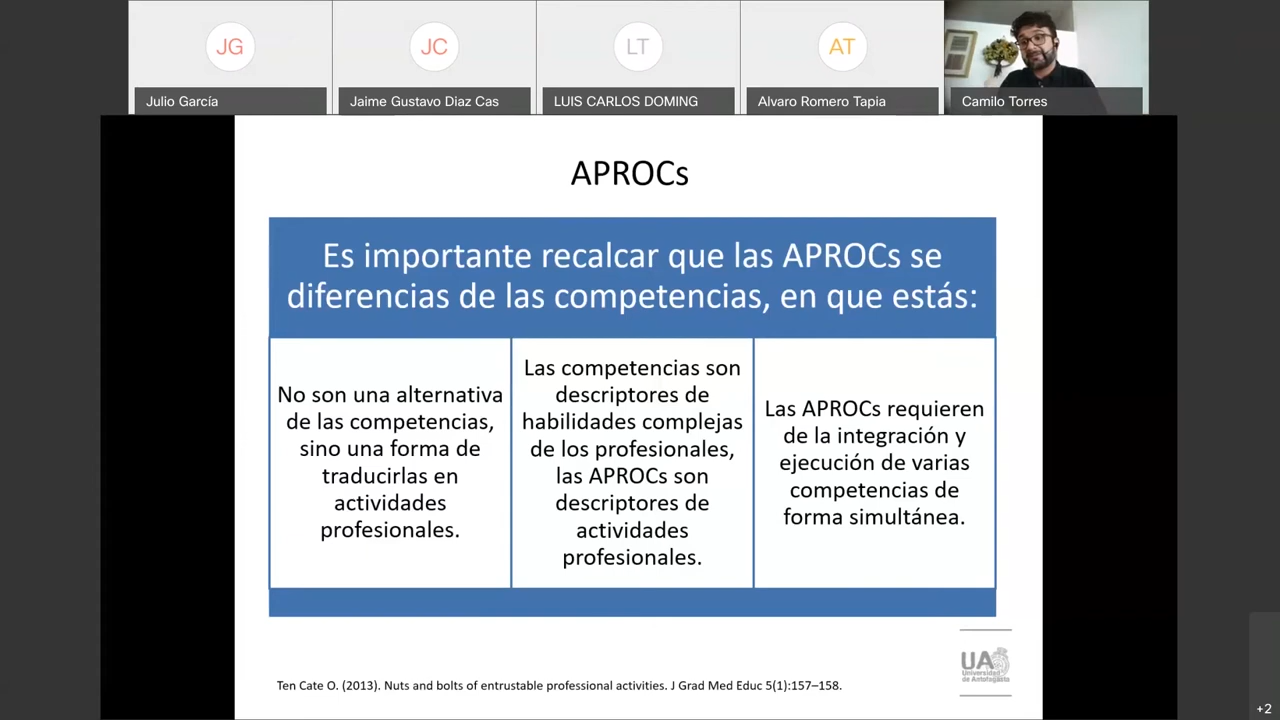 JG
JC
LT
AT
Julio García
Jaime Gustavo Diaz Cas
LUIS CARLOS DOMING
Alvaro Romero Tapia
Camilo Torres
APROCs
Es importante recalcar que las APROCs se
diferencias de las competencias, en que estás:
No son una alternativa
de las competencias,
sino una forma de
traducirlas en
actividades
profesionales.
Las competencias son
descriptores de
habilidades complejas
de los profesionales,
las APROCs son
descriptores de
actividades
profesionales.
Las APROCs requieren
de la integración y
ejecución de varias
competencias de
forma simultánea.
UA
Universidad
de Antofagasta
Ten Cate O. (2013). Nuts and bolts of entrustable professional activities. J Grad Med Educ 5(1):157–158.
+2